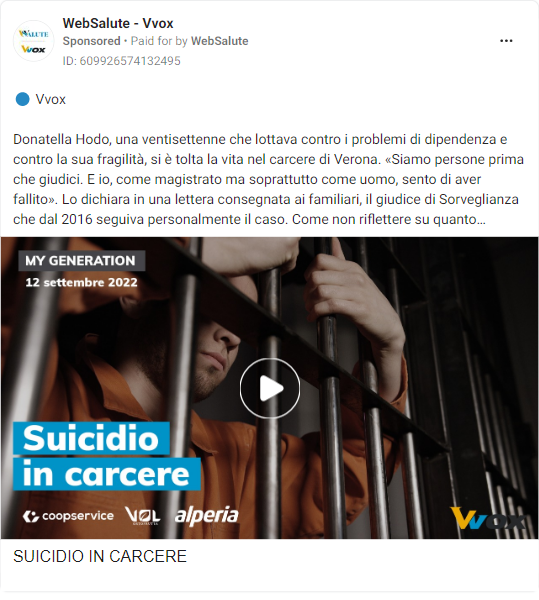 WebSalute - Vvox
Sponsored • Paid for by WebSalute
ID: 609926574132495
Vvox
Donatella Hodo, una ventisettenne che lottava contro i problemi di dipendenza e
contro la sua fragilità, si è tolta la vita nel carcere di Verona. «Siamo persone prima
che giudici. E io, come magistrato ma soprattutto come uomo, sento di aver
fallito». Lo dichiara in una lettera consegnata ai familiari, il giudice di Sorveglianza
che dal 2016 seguiva personalmente il caso. Come non riflettere su quanto...
MY GENERATION
12 settembre 2022
Suicidio
in carcere
coopservice
alperia
Vvox
SUICIDIO IN CARCERE